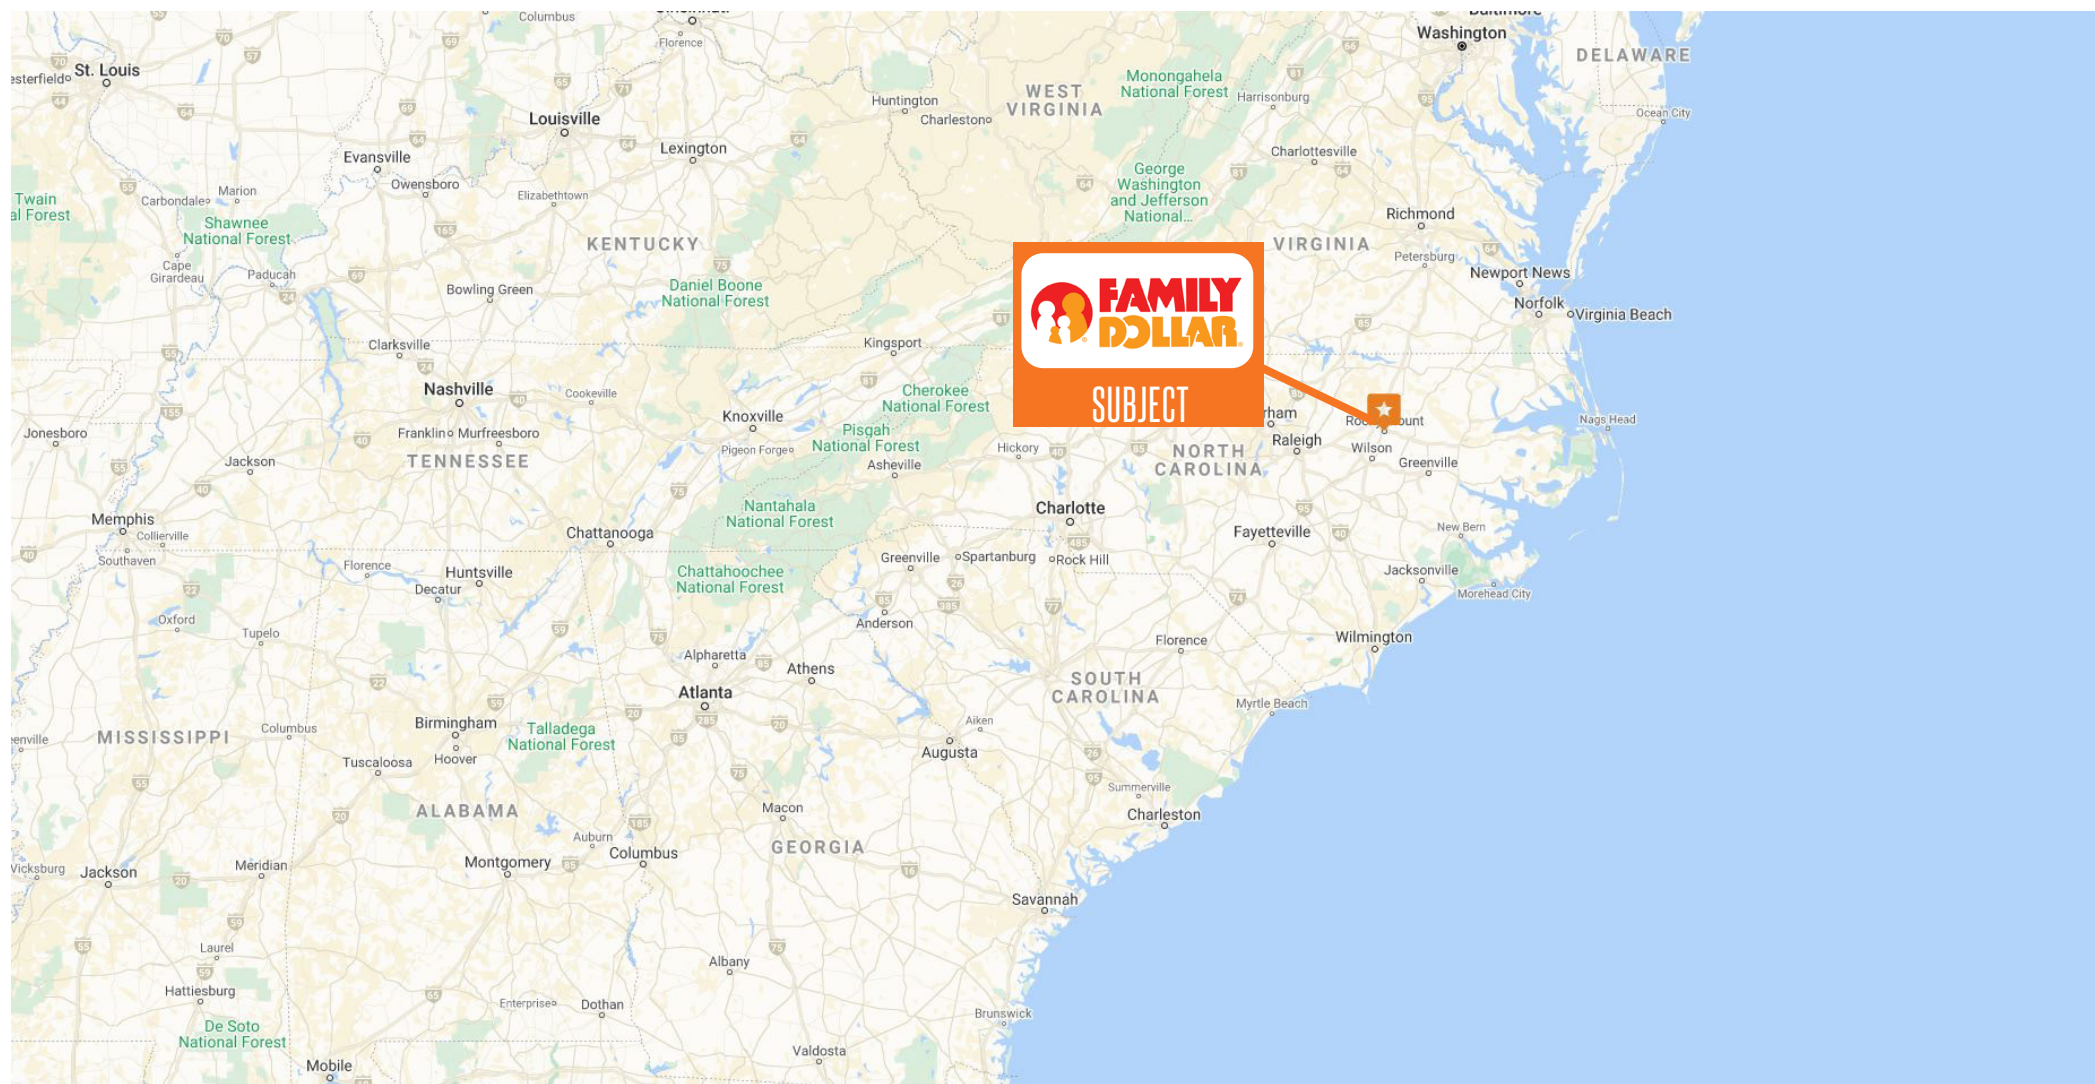 Columbus
Florence
St. Louis
Louisville
Lexington
Evansville
Owensboro
Elizabethtown
Marion
Carbondale
Shawnee
National Forest
Cape
Girardeau
Paducah
Bowling Green
KENTUCKY
Daniel Boone
National Forest
Huntington
Charleston
WEST
VIRGINIA
Monongahela
National Forest
Harrisonburg
Washington
DELAWARE
Ocean City
Charlottesville
George
Washington
and Jefferson
National...
Richmond
VIRGINIA
Petersburg
Newport News
Norfolk
Virginia Beach
FAMILY
DOLLAR
SUBJECT
Kingsport
Clarksville
Nashville
Cookeville
Knoxville
Cherokee
National Forest
Pisgah
National Forest
Pigeon Forge
Asheville
Hickory
NORTH
CAROLINA
Raleigh
Wilson
Greenville
Nags Head
Jonesboro
Jackson
Franklin
Murfreesboro
TENNESSEE
Memphis
Collierville
Southaven
Chattanooga
Nantahala
National Forest
Charlotte
Fayetteville
New Bern
Florence
Huntsville
Decatur
Chattahoochee
National Forest
Greenville
Spartanburg
Rock Hill
Jacksonville
Morehead City
Oxford
Tupelo
Anderson
Florence
Wilmington
Alpharetta
Athens
Atlanta
SOUTH
CAROLINA
Myrtle Beach
MISSISSIPPI
Columbus
Birmingham
Hoover
Tuscaloosa
Talladega
National Forest
Aiken
Augusta
Summerville
Charleston
ALABAMA
Macon
GEORGIA
Auburn
Columbus
Montgomery
Vicksburg
Jackson
Meridian
Savannah
Laurel
Hattiesburg
Albany
Enterprise
Dothan
Brunswick
De Soto
National Forest
Mobile
Valdosta